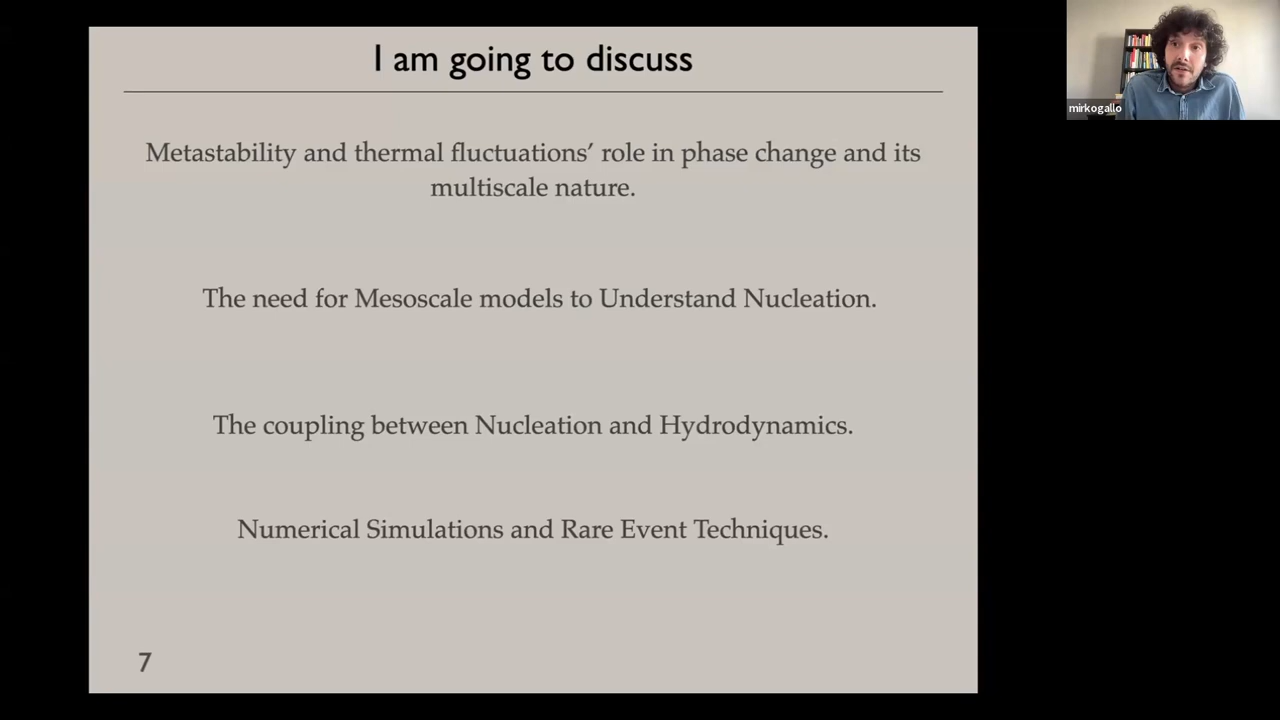 I am going to discuss
mirkogallo
Metastability and thermal fluctuations’ role in phase change and its
multiscale nature.
The need for Mesoscale models to Understand Nucleation.
The coupling between Nucleation and Hydrodynamics.
Numerical Simulations and Rare Event Techniques.
7